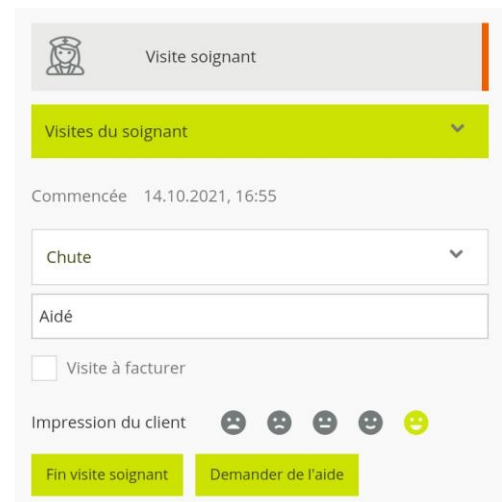 Visite soignant
Visites du soignant
Commencée 14.10.2021, 16:55
Chute
Aidé
Visite à facturer
Impression du client
Fin visite soignant Demander de l'aide